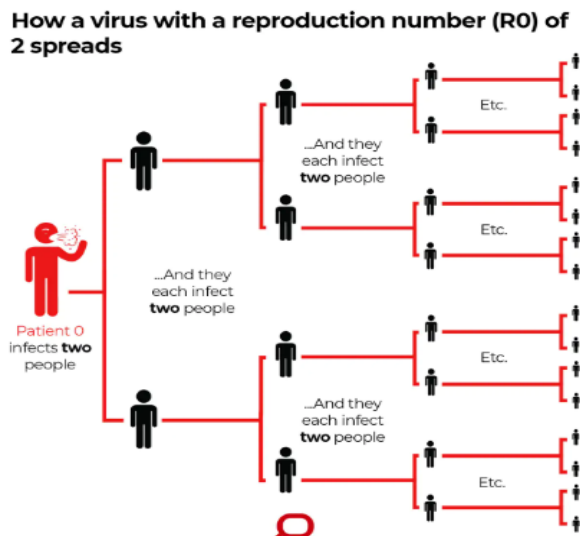 How a virus with a reproduction number (R0) of
2 spreads
Patient 0
infects two
people
...And they
each infect
two people
...And they
each infect
two people
...And they
each infect
two people
Etc.
Etc.
Etc.
Etc.